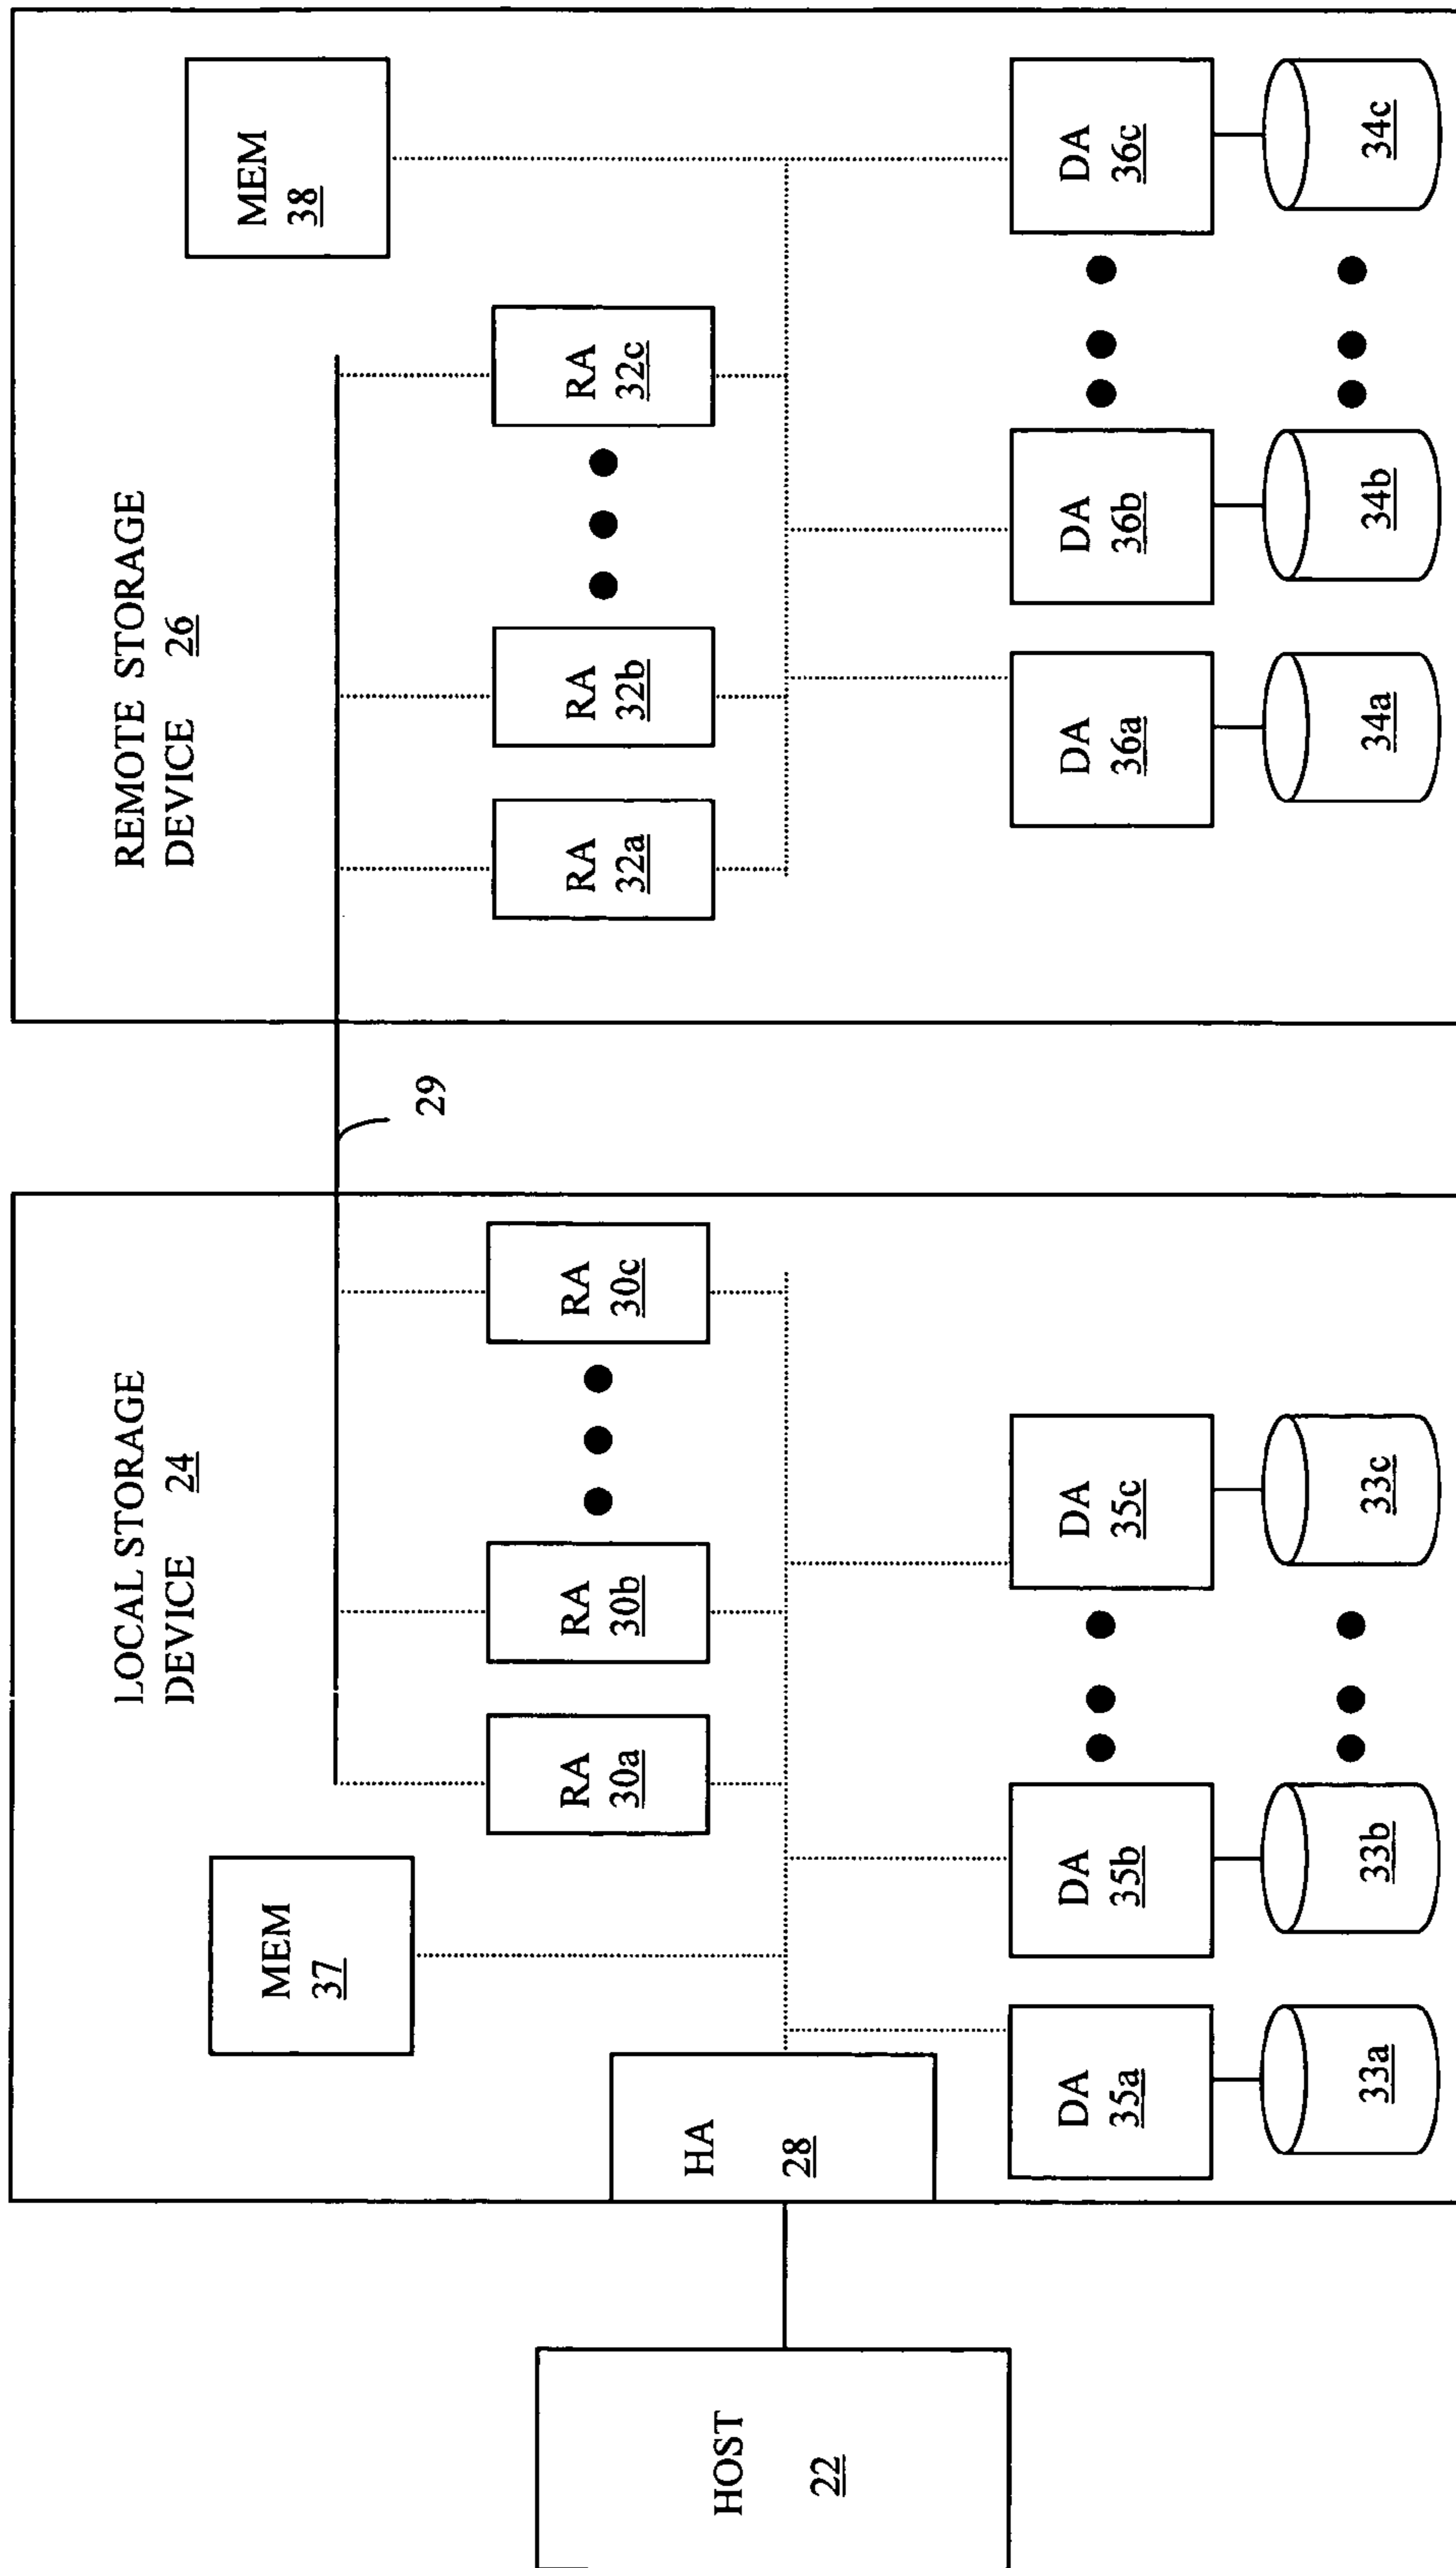 HOST
22
LOCAL STORAGE
DEVICE 24
MEM
37
HA
28
RA
30a
RA
30b
RA
30c
DA
35a
DA
35b
DA
35c
33a
33b
33c
29
REMOTE STORAGE
DEVICE 26
MEM
38
RA
32a
RA
32b
RA
32c
DA
36a
DA
36b
DA
36c
34a
34b
34c